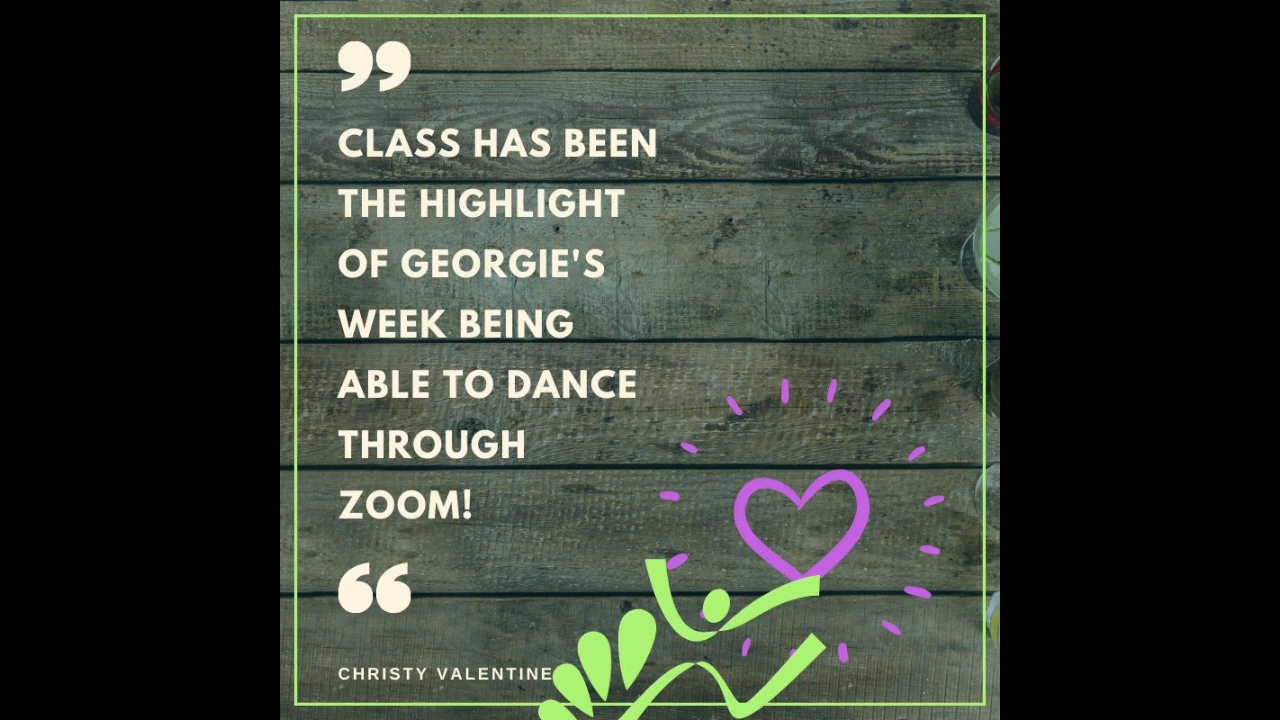 ”
CLASS HAS BEEN
THE HIGHLIGHT
OF GEORGIE'S
WEEK BEING
ABLE TO DANCE
THROUGH
ZOOM!
“
CHRISTY VALENTINE